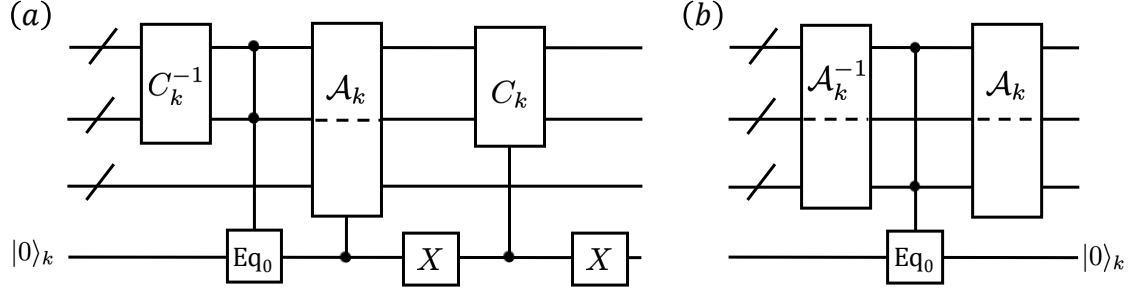 (a)
C_k^{-1}
𝒜_k
C_k
|0⟩_k
Eq_0
X
X
(b)
𝒜_k^{-1}
𝒜_k
Eq_0
|0⟩_k